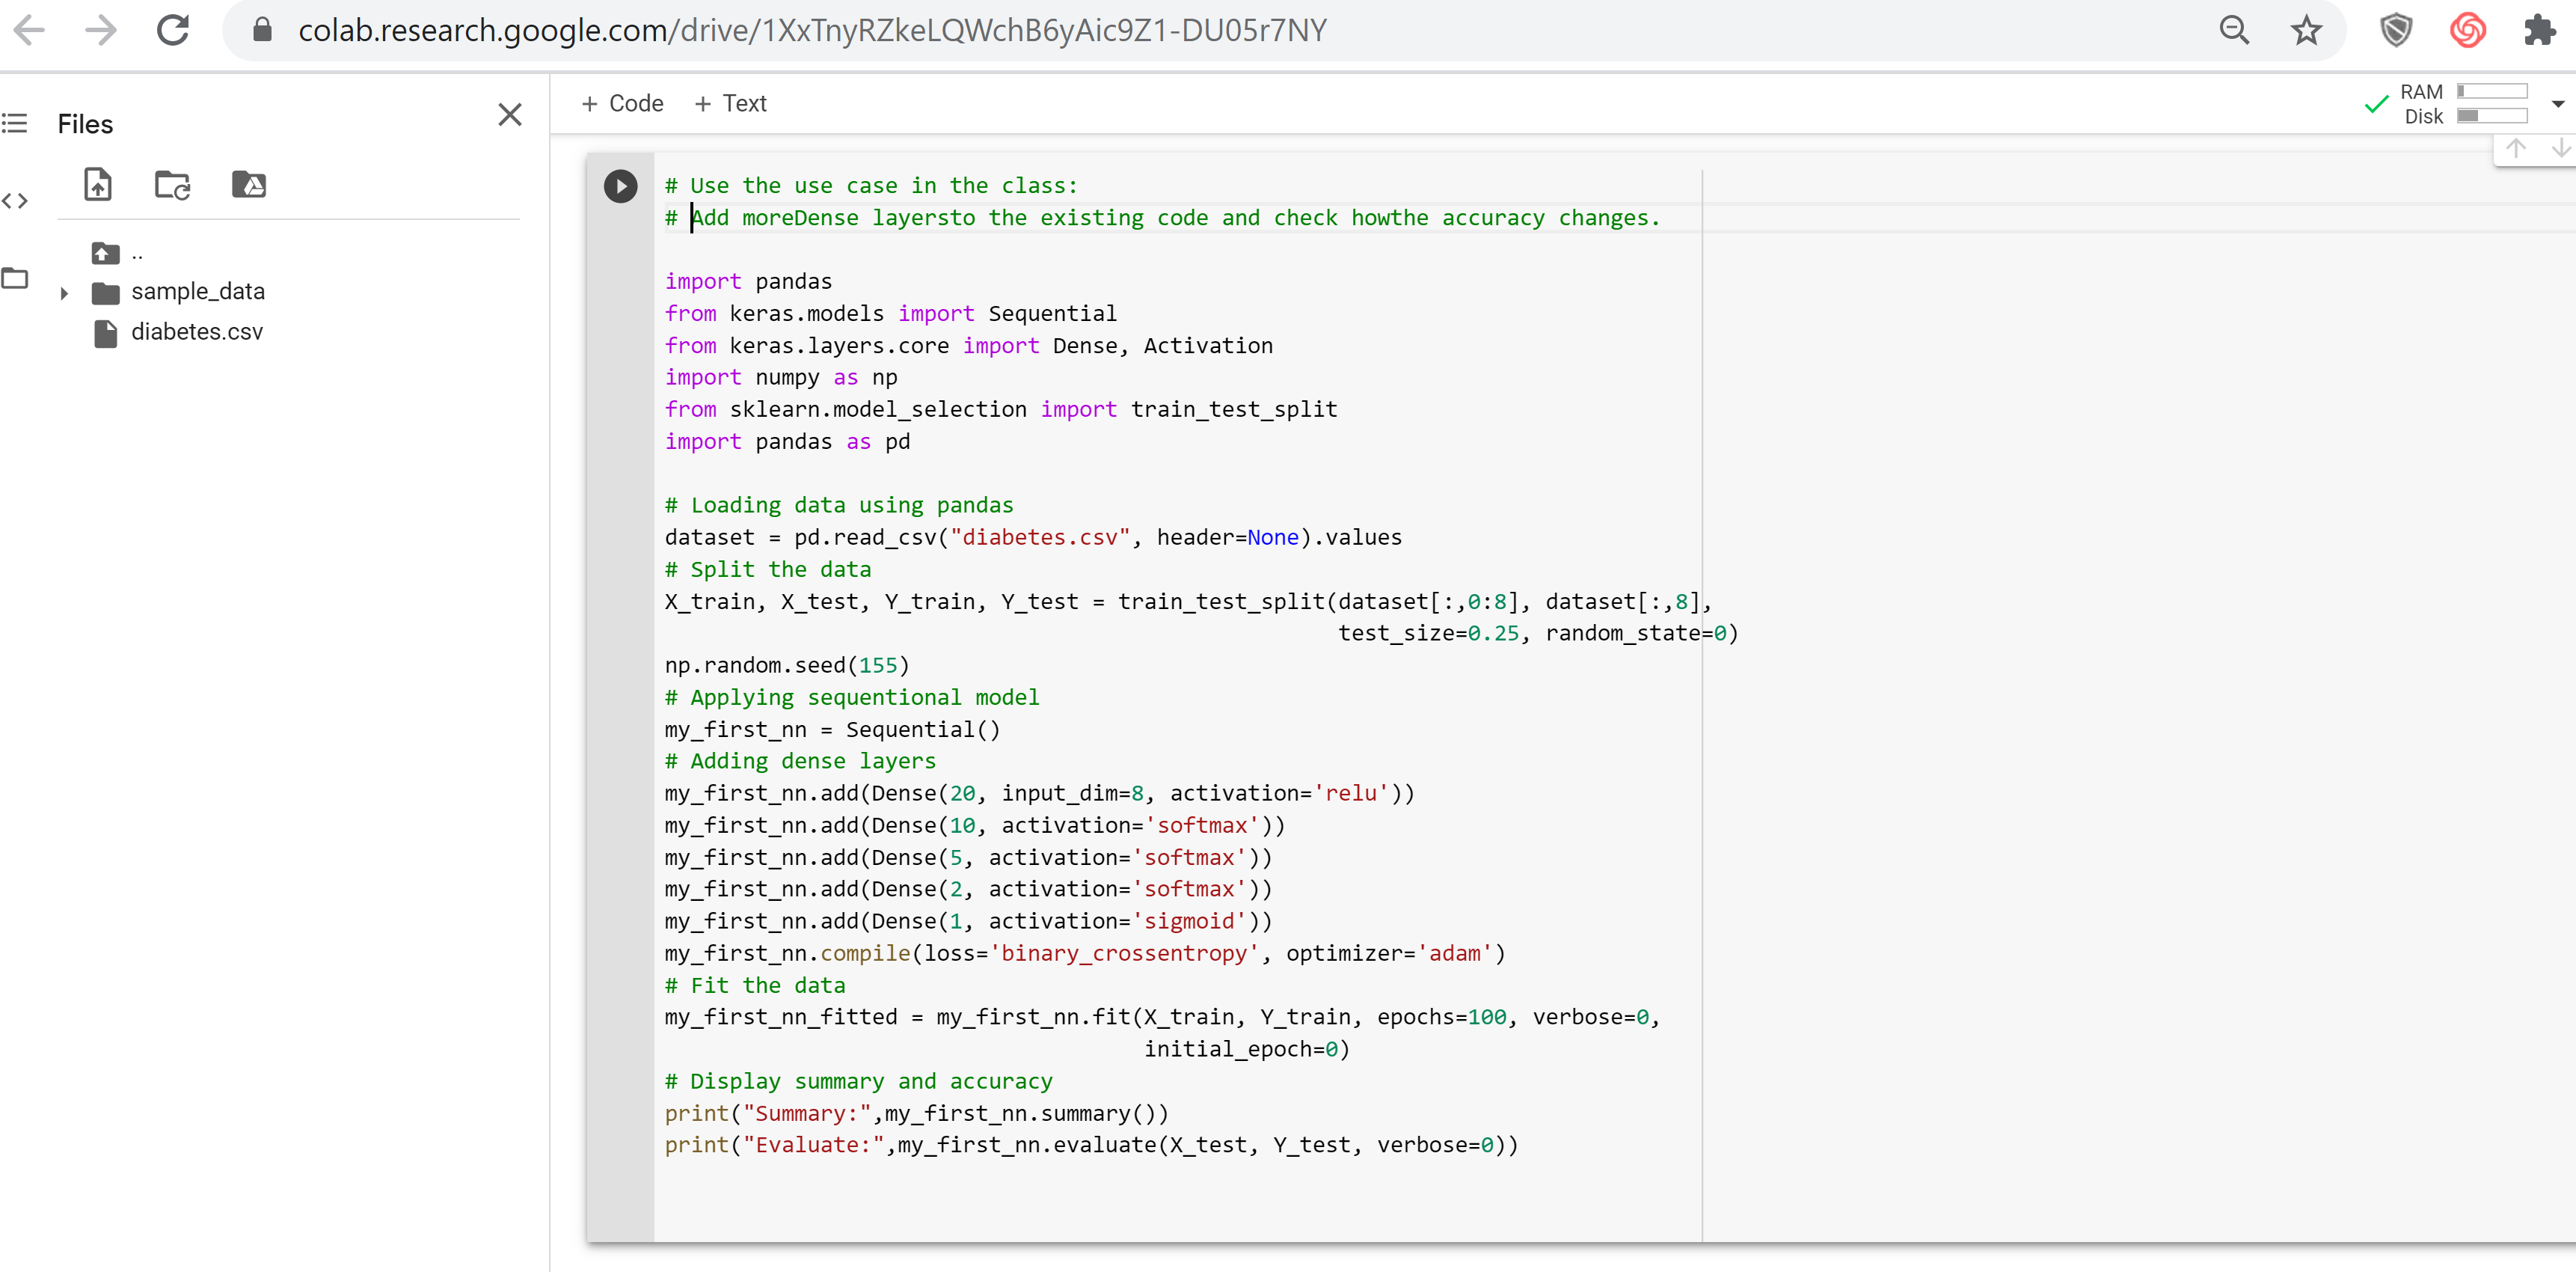 colab.research.google.com/drive/1XxTnyRZkeLQWchB6yAic9Z1-DU05r7NY
Files
+ Code + Text
RAM
Disk
..
sample_data
diabetes.csv
# Use the use case in the class:
# Add moreDense layersto the existing code and check howthe accuracy changes.
import pandas
from keras.models import Sequential
from keras.layers.core import Dense, Activation
import numpy as np
from sklearn.model_selection import train_test_split
import pandas as pd
# Loading data using pandas
dataset = pd.read_csv("diabetes.csv", header=None).values
# Split the data
X_train, X_test, Y_train, Y_test = train_test_split(dataset[:,0:8], dataset[:,8],
test_size=0.25, random_state=0)
np.random.seed(155)
# Applying sequentional model
my_first_nn = Sequential()
# Adding dense layers
my_first_nn.add(Dense(20, input_dim=8, activation='relu'))
my_first_nn.add(Dense(10, activation='softmax'))
my_first_nn.add(Dense(5, activation='softmax'))
my_first_nn.add(Dense(2, activation='softmax'))
my_first_nn.add(Dense(1, activation='sigmoid'))
my_first_nn.compile(loss='binary_crossentropy', optimizer='adam')
# Fit the data
my_first_nn_fitted = my_first_nn.fit(X_train, Y_train, epochs=100, verbose=0,
initial_epoch=0)
# Display summary and accuracy
print("Summary:",my_first_nn.summary())
print("Evaluate:",my_first_nn.evaluate(X_test, Y_test, verbose=0))